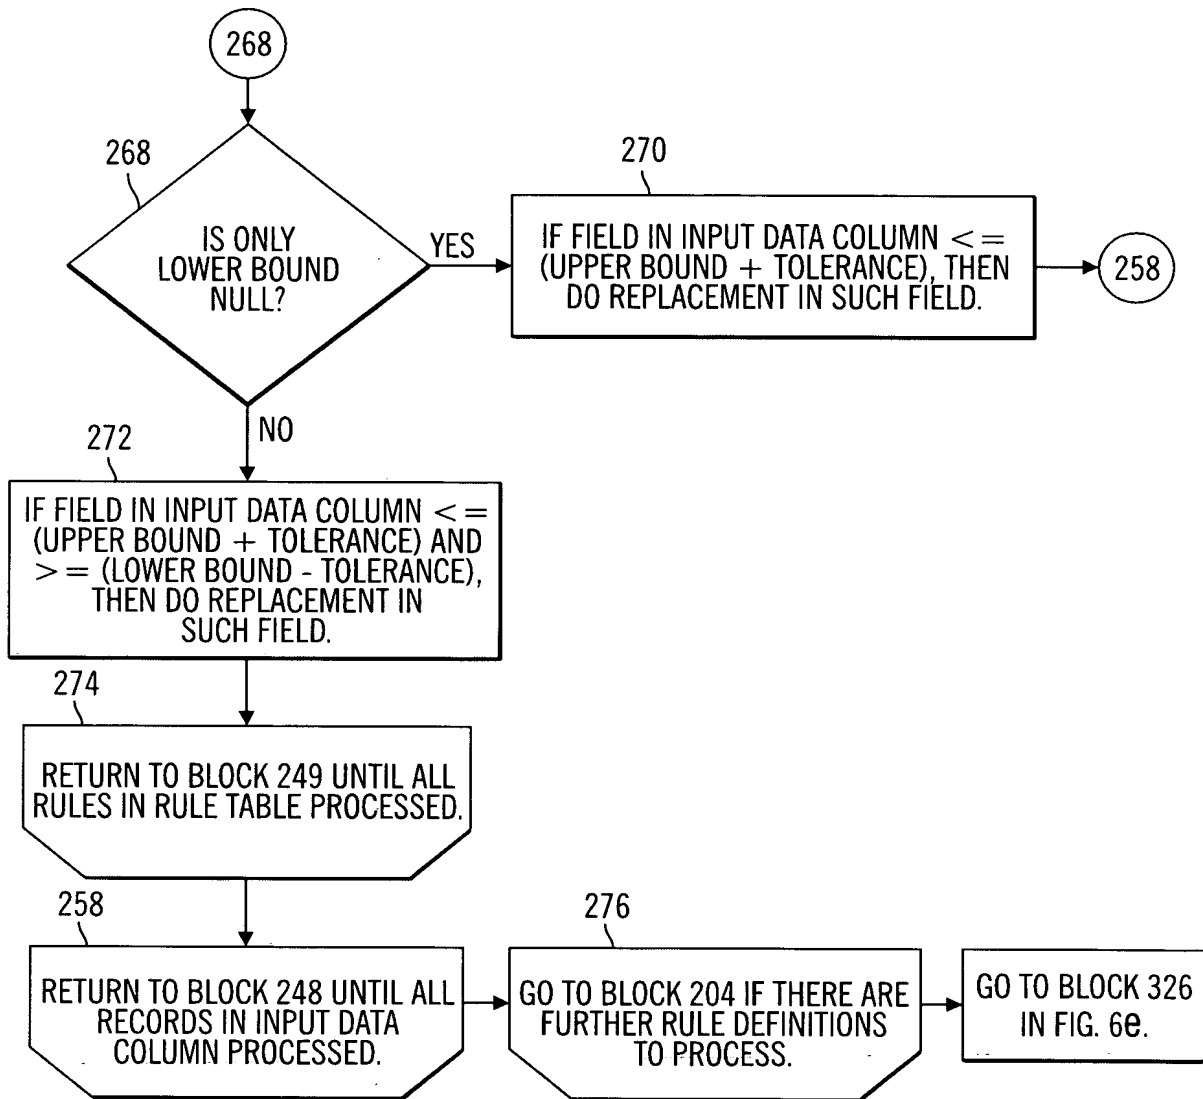 268
268
IS ONLY
LOWER BOUND
NULL?
YES
270
IF FIELD IN INPUT DATA COLUMN <=
(UPPER BOUND + TOLERANCE), THEN
DO REPLACEMENT IN SUCH FIELD.
258
NO
272
IF FIELD IN INPUT DATA COLUMN <=
(UPPER BOUND + TOLERANCE) AND
>= (LOWER BOUND - TOLERANCE),
THEN DO REPLACEMENT IN
SUCH FIELD.
274
RETURN TO BLOCK 249 UNTIL ALL
RULES IN RULE TABLE PROCESSED.
258
RETURN TO BLOCK 248 UNTIL ALL
RECORDS IN INPUT DATA
COLUMN PROCESSED.
276
GO TO BLOCK 204 IF THERE ARE
FURTHER RULE DEFINITIONS
TO PROCESS.
GO TO BLOCK 326
IN FIG. 6e.